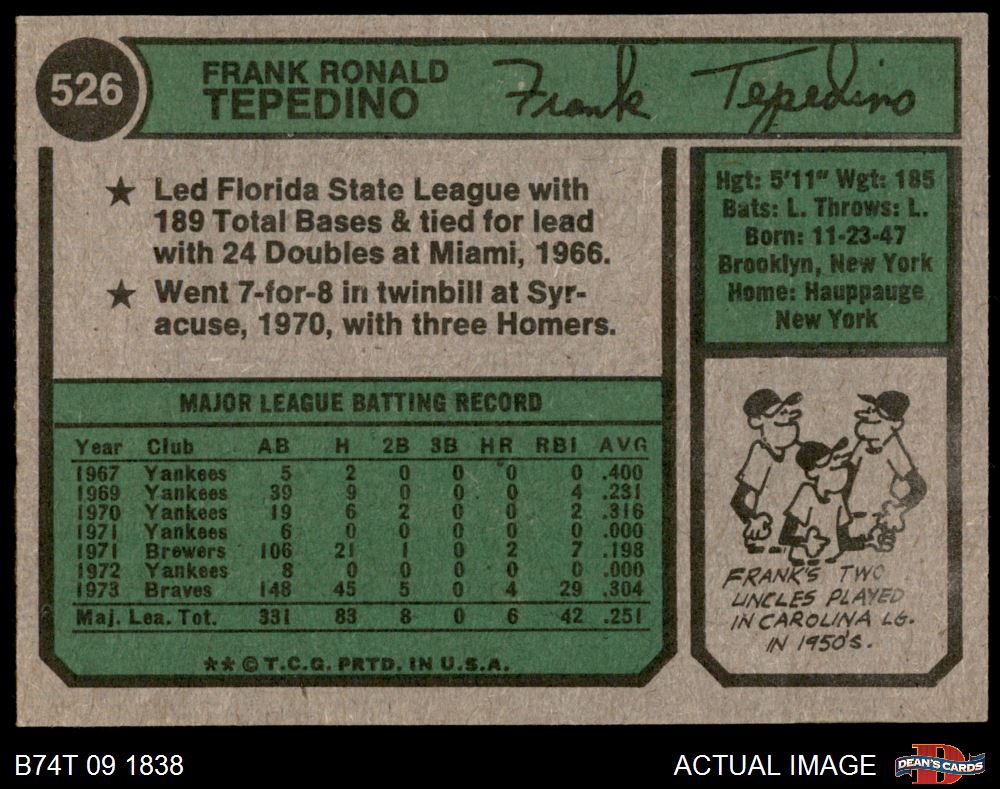 526
FRANK RONALD
TEPEDINO
Frank Tepedino
★ Led Florida State League with
189 Total Bases & tied for lead
with 24 Doubles at Miami, 1966.
★ Went 7-for-8 in twinbill at Syr-
acuse, 1970, with three Homers.
Hgt: 5'11" Wgt: 185
Bats: L. Throws: L.
Born: 11-23-47
Brooklyn, New York
Home: Hauppauge
New York
MAJOR LEAGUE BATTING RECORD
Year Club AB H 2B 3B HR RBI AVG
1967 Yankees 5 2 0 0 0 0 .400
1969 Yankees 39 9 0 0 0 4 .231
1970 Yankees 19 6 2 0 0 2 .316
1971 Yankees 6 0 0 0 0 0 .000
1971 Brewers 106 21 1 0 2 7 .198
1972 Yankees 8 0 0 0 0 0 .000
1973 Braves 148 45 5 0 4 29 .304
Maj. Lea. Tot. 331 83 8 0 6 42 .251
★★ © T.C.G. PRTD. IN U.S.A.
FRANK'S TWO
UNCLES PLAYED
IN CAROLINA LG.
IN 1950'S.
B74T 09 1838
ACTUAL IMAGE
DEAN'S CARDS